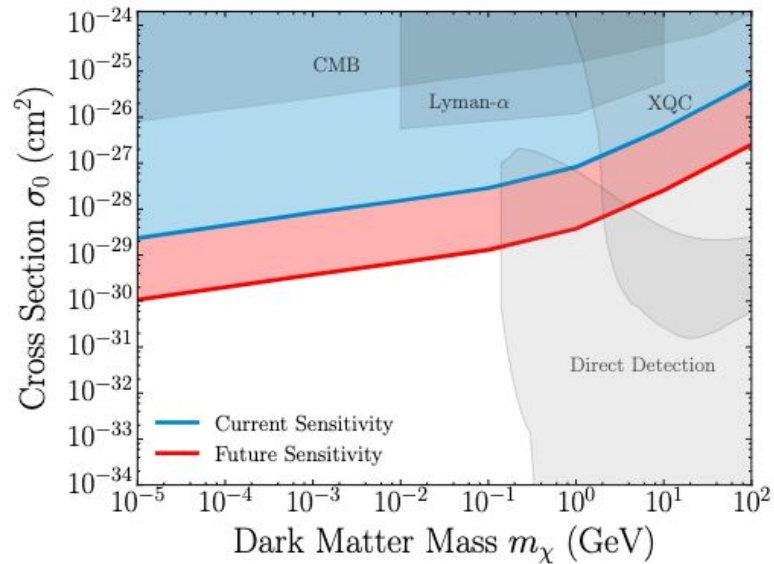 10^{-24}
10^{-25}
10^{-26}
10^{-27}
10^{-28}
10^{-29}
10^{-30}
10^{-31}
10^{-32}
10^{-33}
10^{-34}
Cross Section σ_0 (cm^2)
CMB
Lyman-α
XQC
Direct Detection
Current Sensitivity
Future Sensitivity
10^{-5} 10^{-4} 10^{-3} 10^{-2} 10^{-1} 10^0 10^1 10^2
Dark Matter Mass m_χ (GeV)